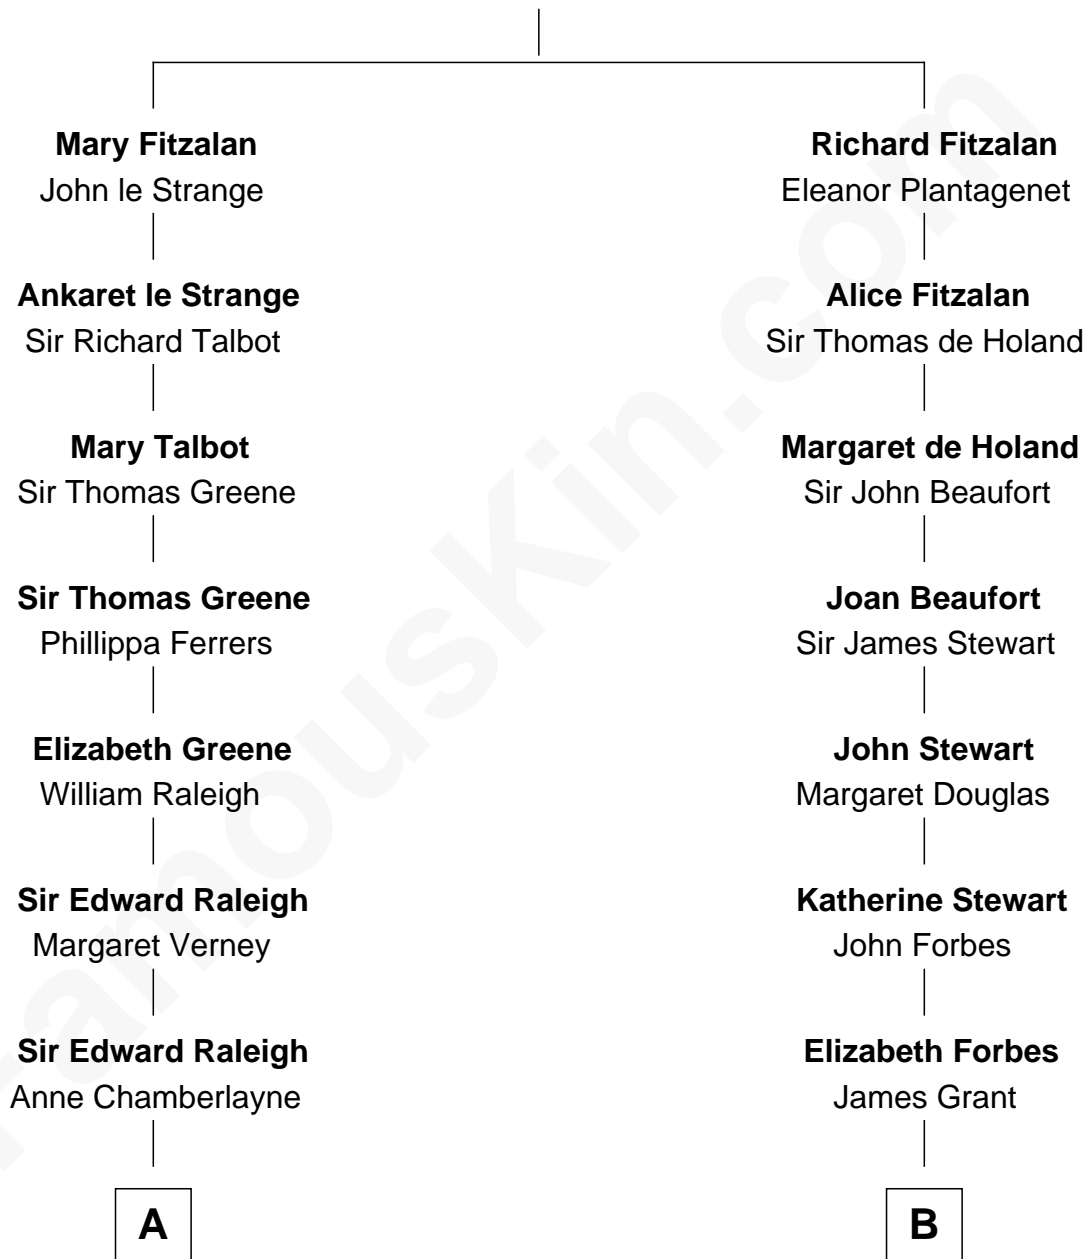 Mary Fitzalan
John le Strange
Ankaret le Strange
Sir Richard Talbot
Mary Talbot
Sir Thomas Greene
Sir Thomas Greene
Phillippa Ferrers
Elizabeth Greene
William Raleigh
Sir Edward Raleigh
Margaret Verney
Sir Edward Raleigh
Anne Chamberlayne
A
Richard Fitzalan
Eleanor Plantagenet
Alice Fitzalan
Sir Thomas de Holand
Margaret de Holand
Sir John Beaufort
Joan Beaufort
Sir James Stewart
John Stewart
Margaret Douglas
Katherine Stewart
John Forbes
Elizabeth Forbes
James Grant
B
FamousKin.com